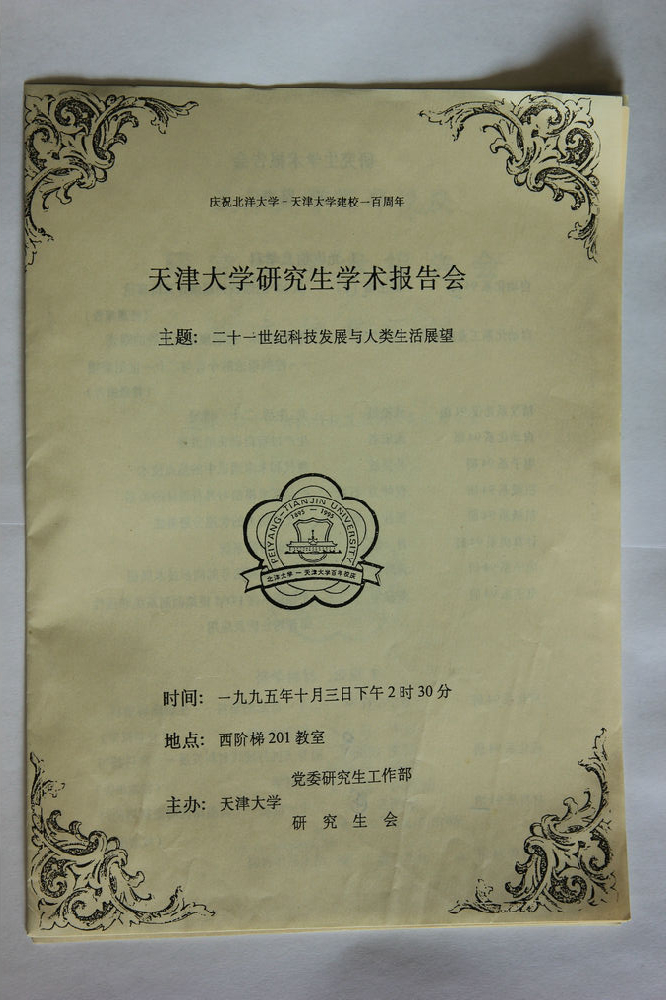 庆祝北洋大学-天津大学建校一百周年
天津大学研究生学术报告会
主题：二十一世纪科技发展与人类生活展望
PEIYANG-TIANJIN UNIVERSITY
1895 — 1995
北洋大学—天津大学百年校庆
时间：一九九五年十月三日下午2时30分
地点：西阶梯201教室
党委研究生工作部
主办：天津大学
研究生会